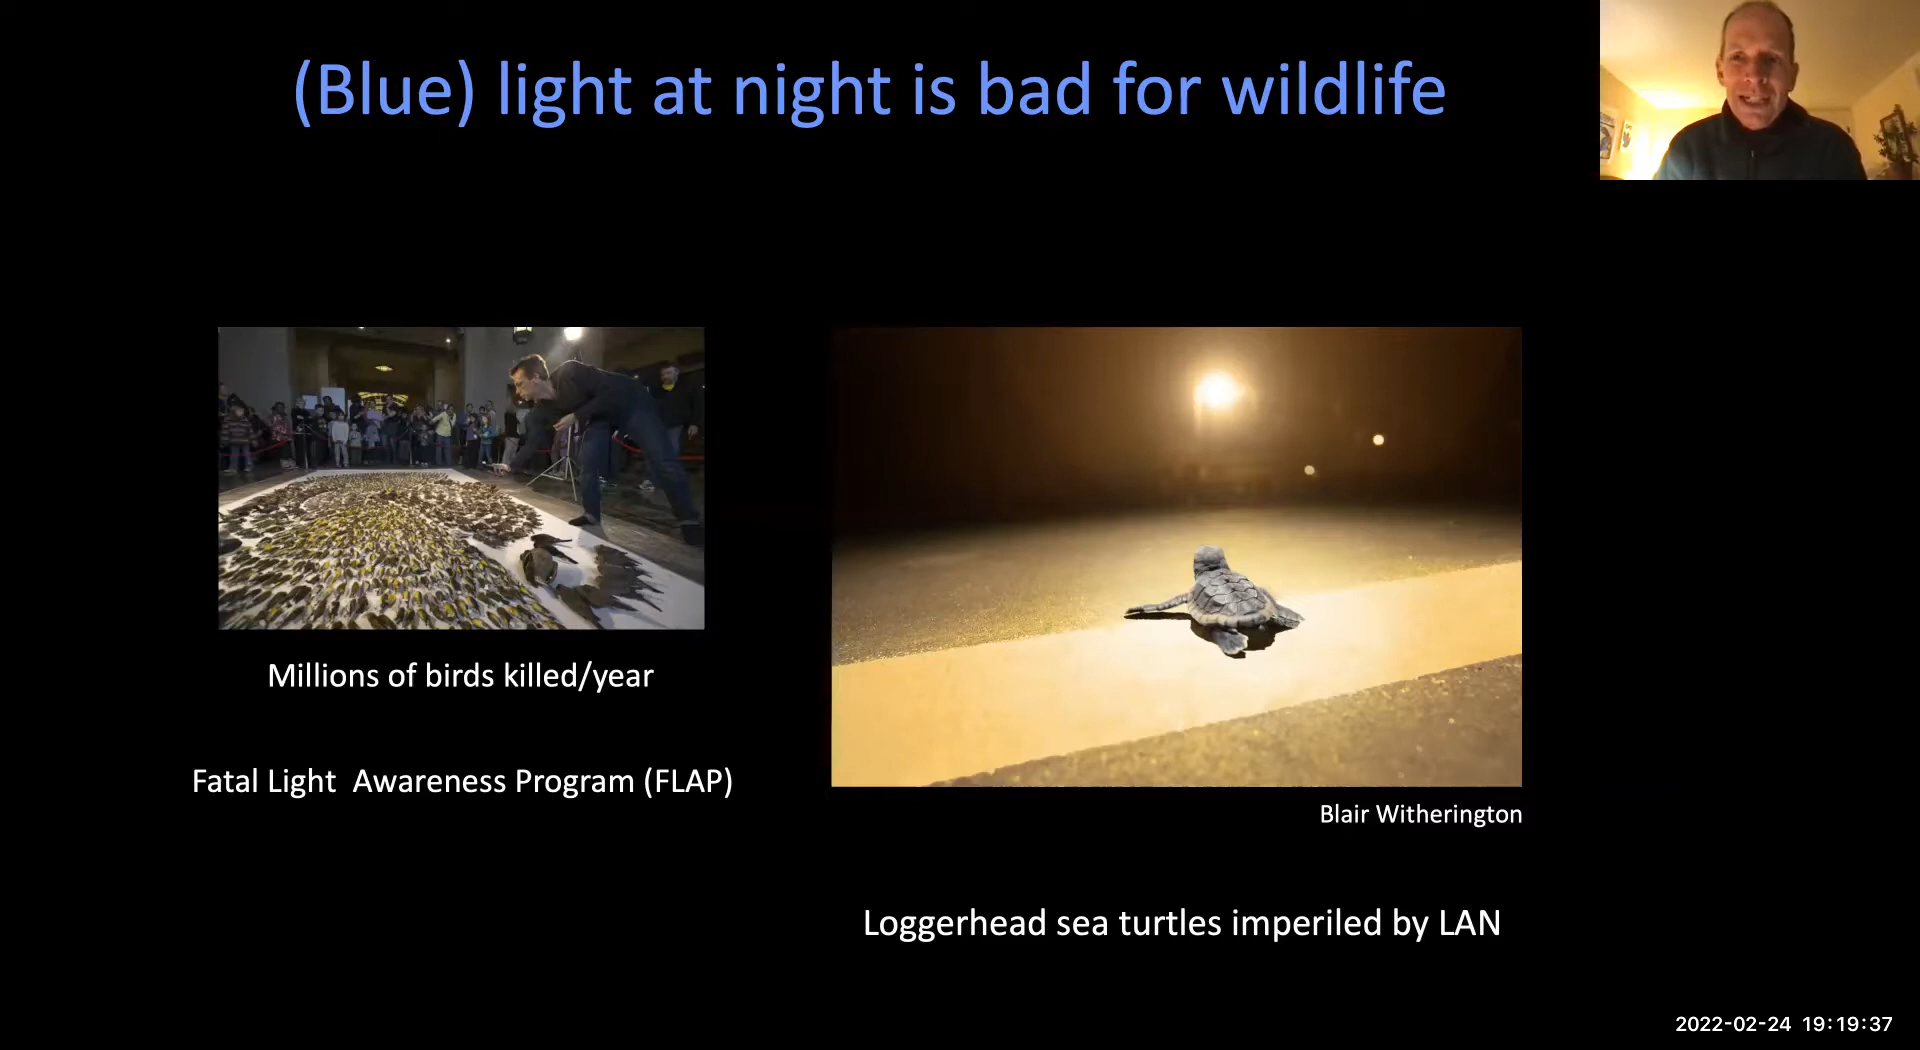 (Blue) light at night is bad for wildlife
Millions of birds killed/year
Fatal Light Awareness Program (FLAP)
Blair Witherington
Loggerhead sea turtles imperiled by LAN
2022-02-24 19:19:37